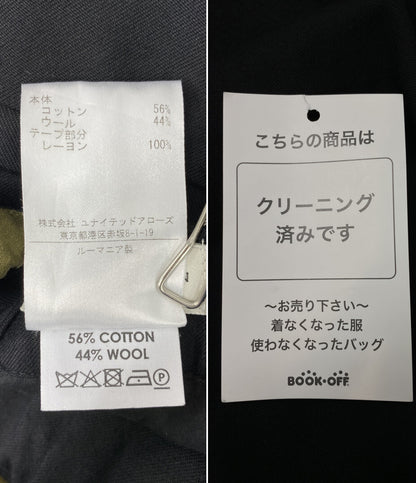 本体
コットン 56%
ウール 44%
テープ部分
レーヨン 100%
株式会社 ユナイテッドアローズ
東京都港区赤坂8-1-19
ルーマニア製
56% COTTON
44% WOOL
こちらの商品は
クリーニング
済みです
〜お売り下さい〜
着なくなった服
使わなくなったバッグ
BOOK•OFF